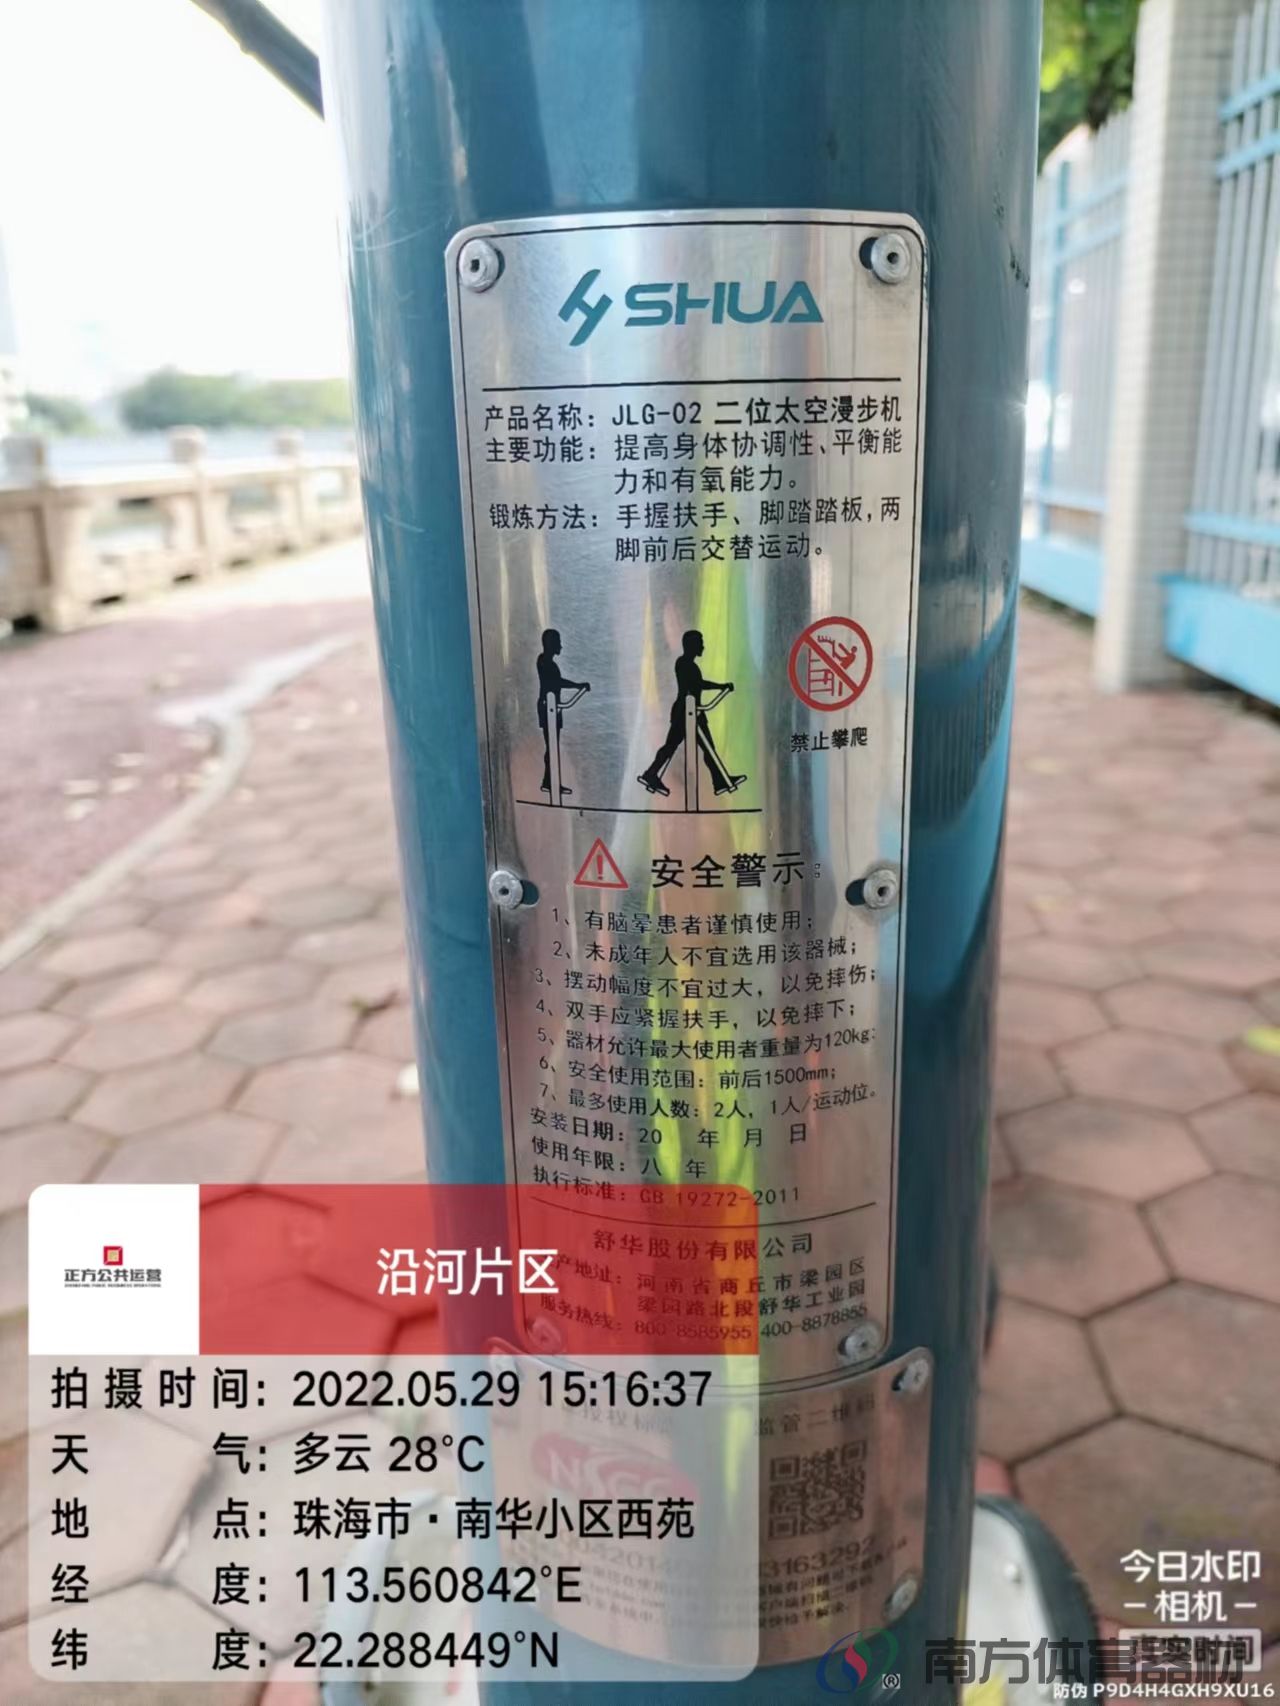 SHUA
产品名称：JLG-02 二位太空漫步机
主要功能：提高身体协调性、平衡能
力和有氧能力。
锻炼方法：手握扶手、脚踏踏板，两
脚前后交替运动。
禁止攀爬
安全警示：
1、有脑晕患者谨慎使用；
2、未成年人不宜选用该器械；
3、摆动幅度不宜过大，以免摔伤；
4、双手应紧握扶手，以免摔下；
5、器材允许最大使用者重量为120kg；
6、安全使用范围：前后1500mm；
7、最多使用人数：2人，1人/运动位。
安装日期：20 年 月 日
使用年限：八 年
执行标准：GB 19272-2011
舒华股份有限公司
产地址：河南省商丘市梁园区
梁园路北段舒华工业园
服务热线：800-8585955 400-8878855
监管二维码
NSCC
正方公共运营
沿河片区
拍摄时间：2022.05.29 15:16:37
天气：多云 28°C
地点：珠海市·南华小区西苑
经度：113.560842°E
纬度：22.288449°N
今日水印
-相机-
真实时间
防伪 P9D4H4GXH9XU16
南方体育器材